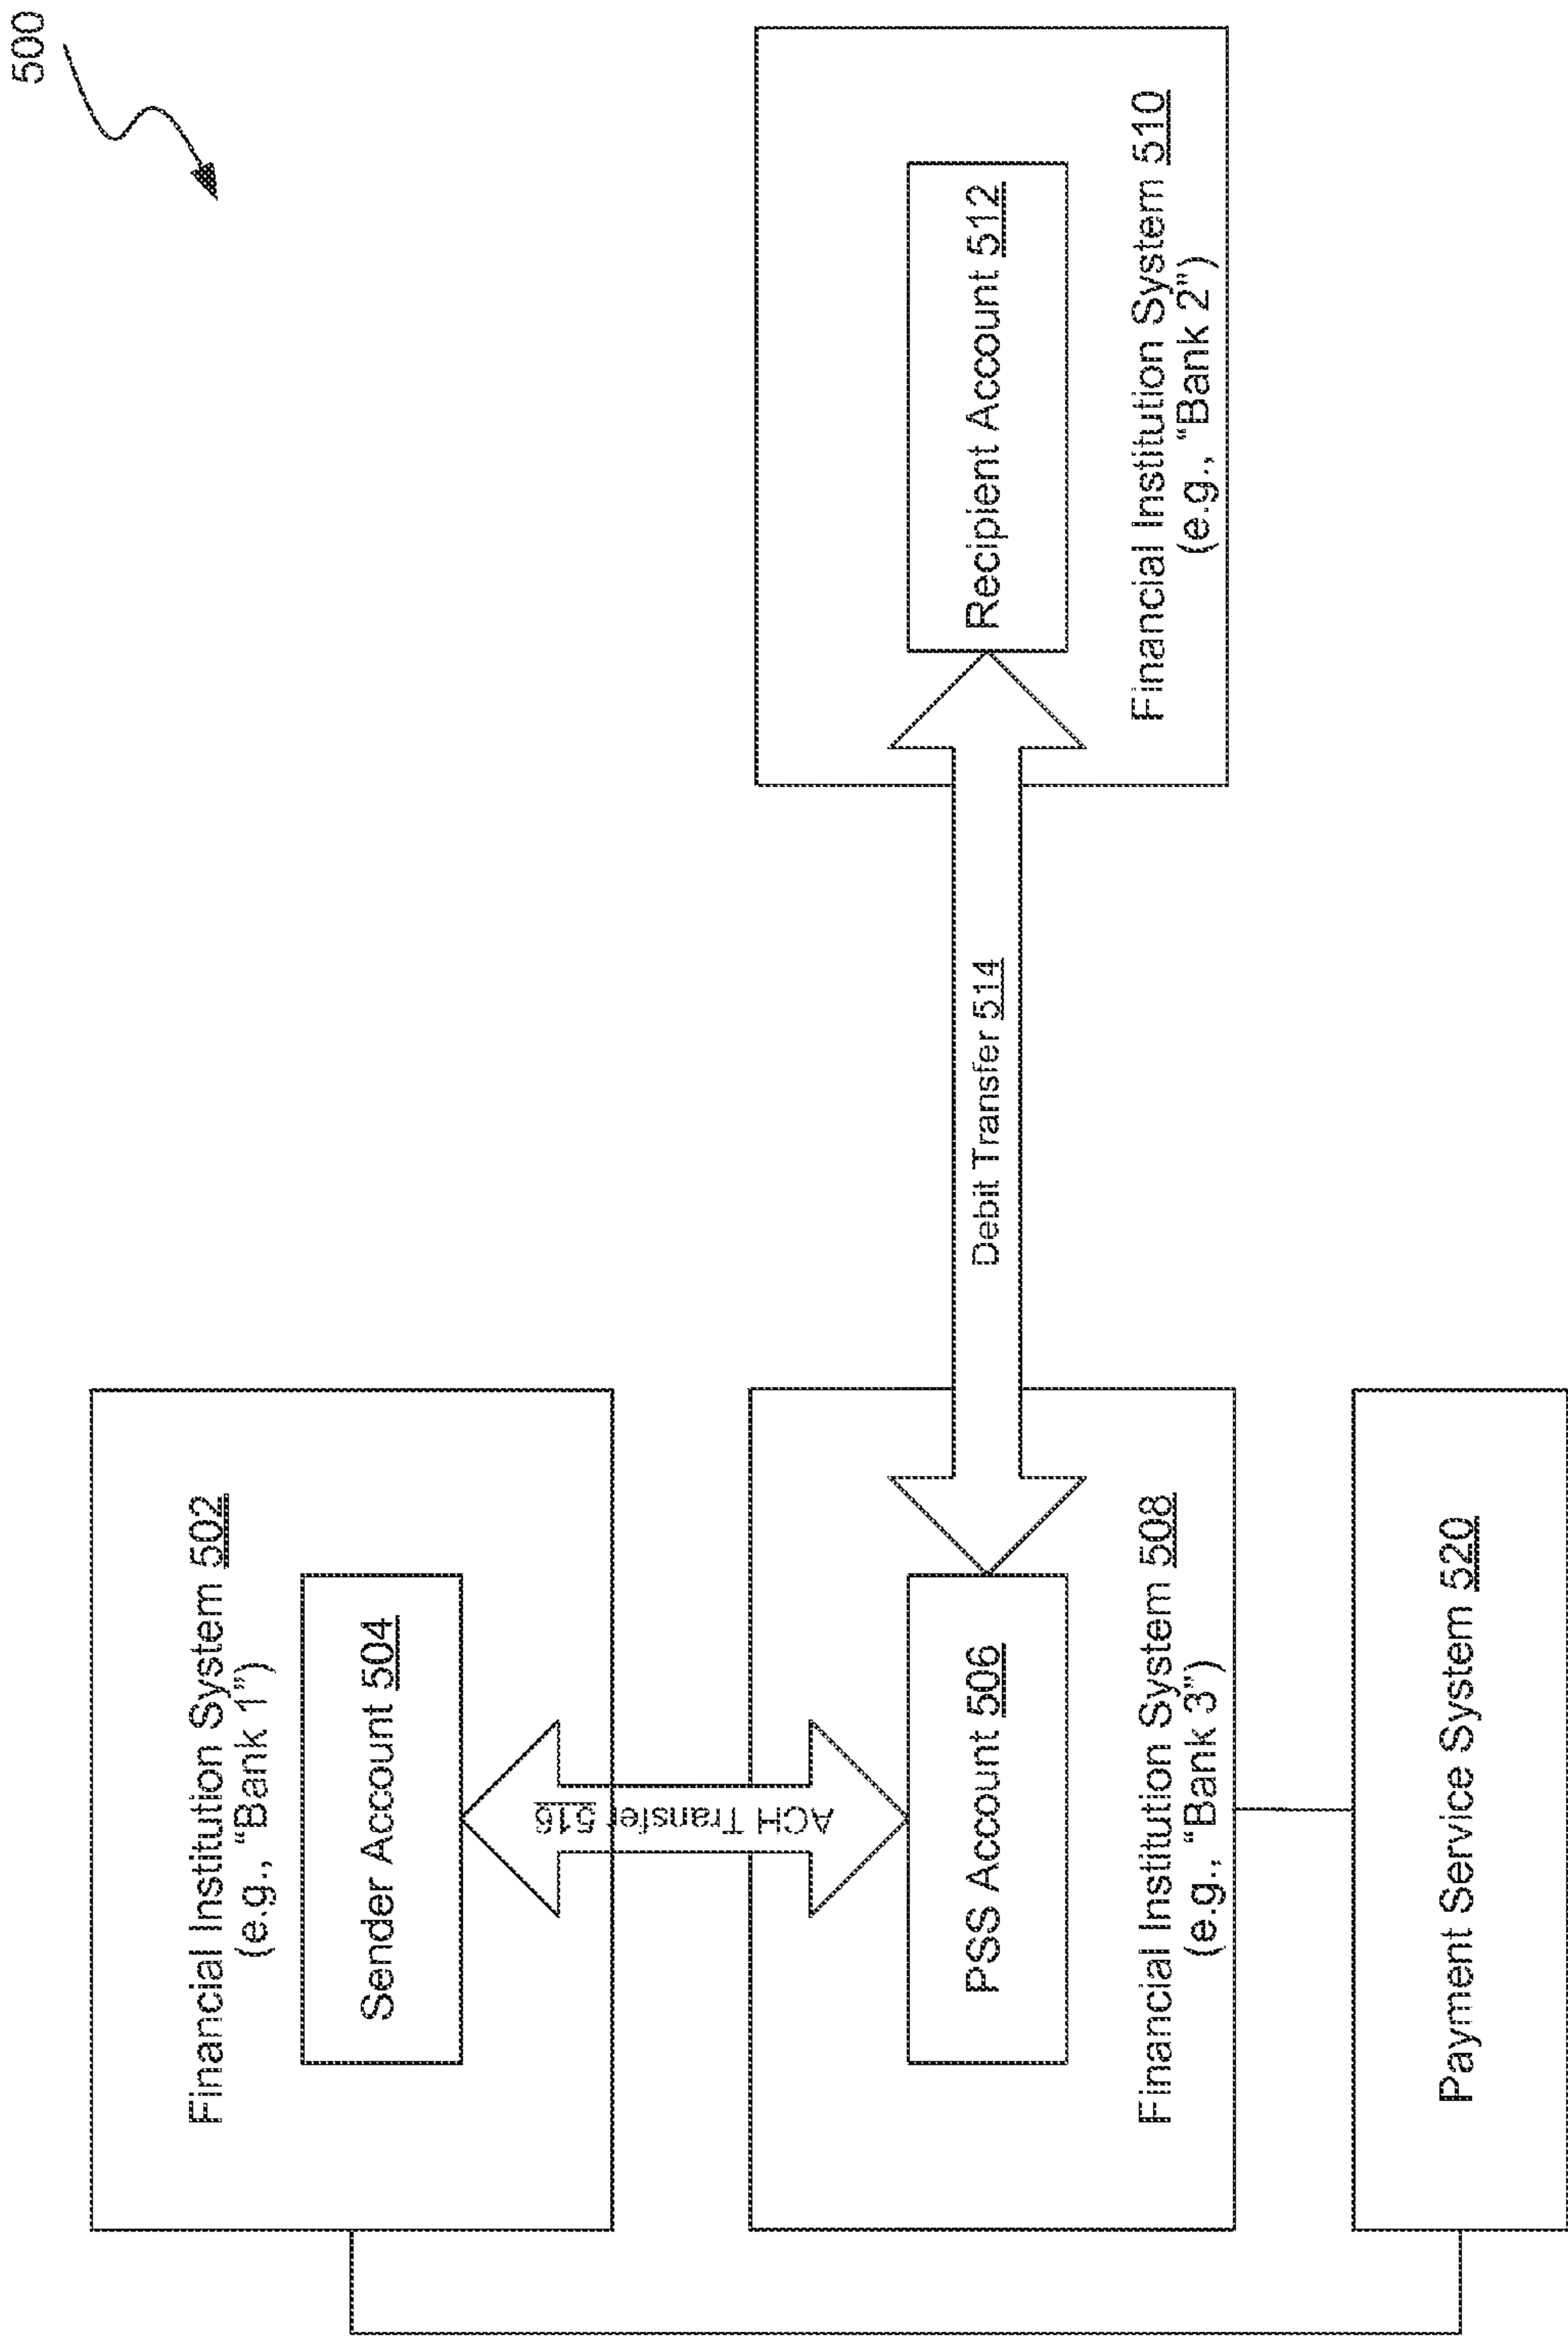 500
Financial Institution System 502
(e.g., “Bank 1”)
Sender Account 504
ACH Transfer 516
PSS Account 506
Financial Institution System 508
(e.g., “Bank 3”)
Debit Transfer 514
Recipient Account 512
Financial Institution System 510
(e.g., “Bank 2”)
Payment Service System 520